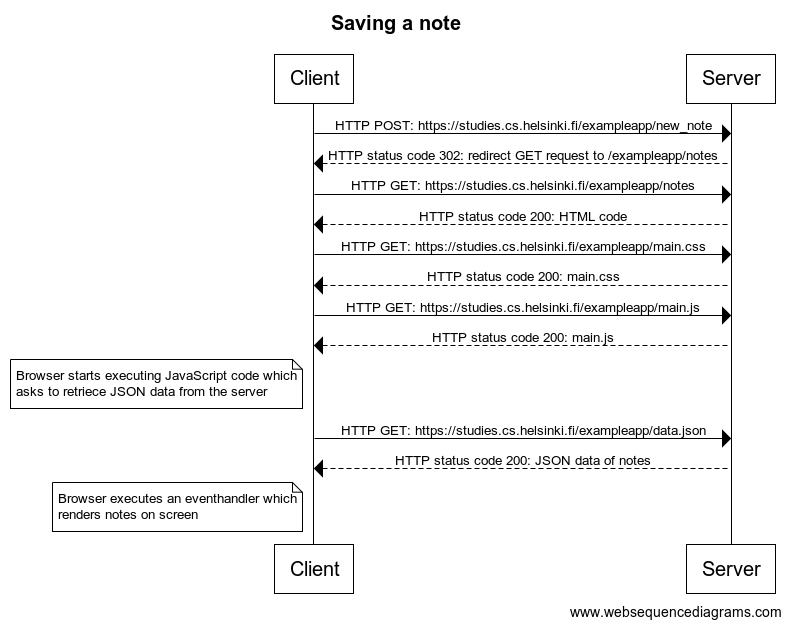 Saving a note
Client
Server
HTTP POST: https://studies.cs.helsinki.fi/exampleapp/new_note
HTTP status code 302: redirect GET request to /exampleapp/notes
HTTP GET: https://studies.cs.helsinki.fi/exampleapp/notes
HTTP status code 200: HTML code
HTTP GET: https://studies.cs.helsinki.fi/exampleapp/main.css
HTTP status code 200: main.css
HTTP GET: https://studies.cs.helsinki.fi/exampleapp/main.js
HTTP status code 200: main.js
Browser starts executing JavaScript code which
asks to retriece JSON data from the server
HTTP GET: https://studies.cs.helsinki.fi/exampleapp/data.json
HTTP status code 200: JSON data of notes
Browser executes an eventhandler which
renders notes on screen
Client
Server
www.websequencediagrams.com